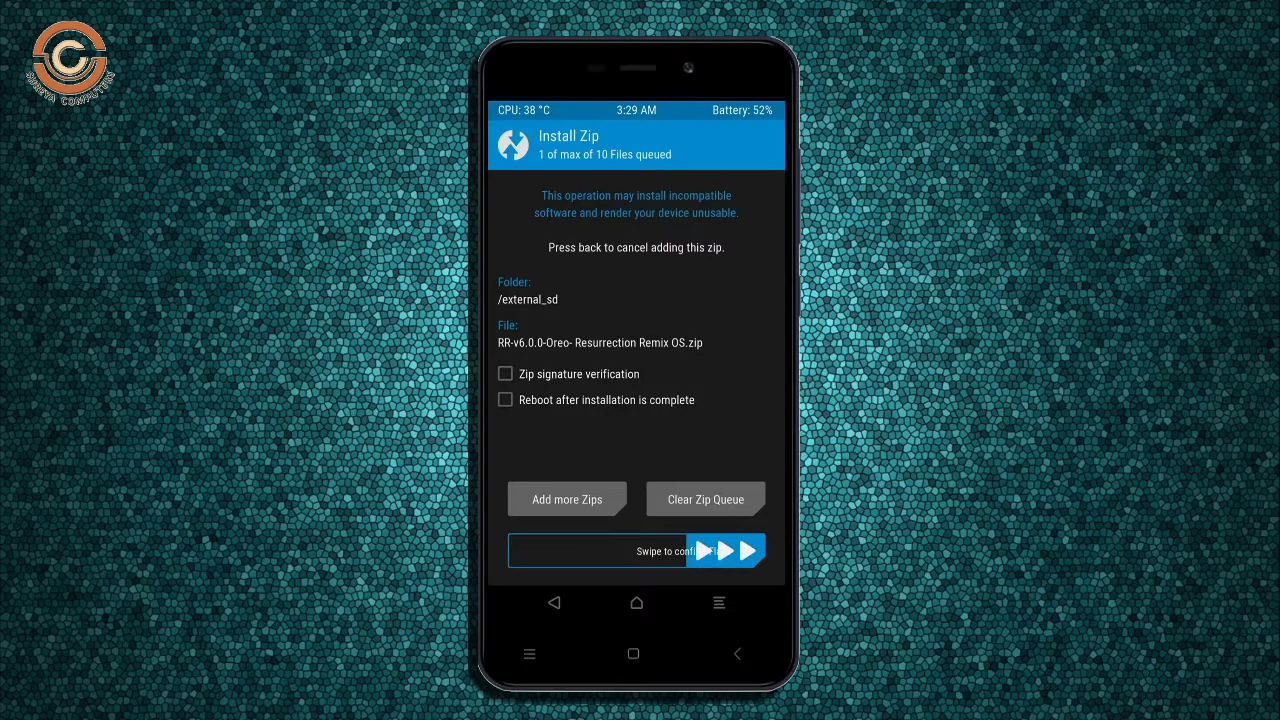 SHREYA COMPUTERS
CPU: 38 °C 3:29 AM Battery: 52%
Install Zip
1 of max of 10 Files queued
This operation may install incompatible
software and render your device unusable.
Press back to cancel adding this zip.
Folder:
/external_sd
File:
RR-v6.0.0-Oreo- Resurrection Remix OS.zip
Zip signature verification
Reboot after installation is complete
Add more Zips Clear Zip Queue
Swipe to confi